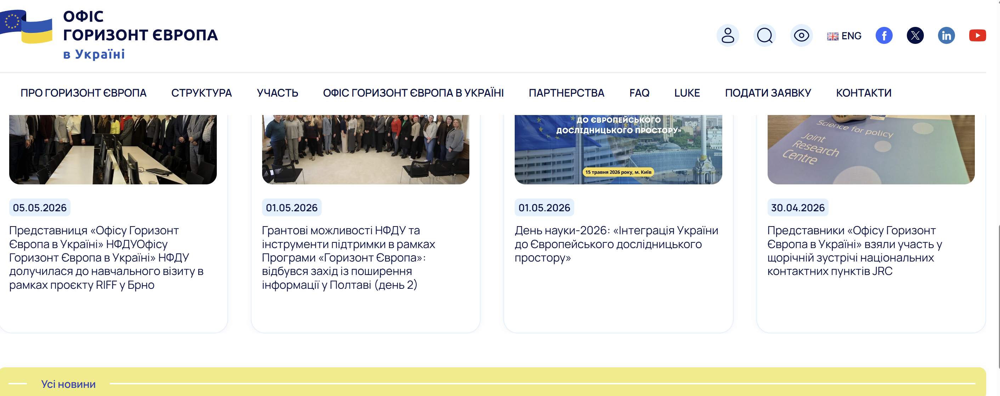 ОФІС
ГОРИЗОНТ ЄВРОПА
в Україні
ENG
ПРО ГОРИЗОНТ ЄВРОПА СТРУКТУРА УЧАСТЬ ОФІС ГОРИЗОНТ ЄВРОПА В УКРАЇНІ ПАРТНЕРСТВА FAQ LUKE ПОДАТИ ЗАЯВКУ КОНТАКТИ
ДО ЄВРОПЕЙСЬКОГО
ДОСЛІДНИЦЬКОГО ПРОСТОРУ»
15 травня 2026 року, м. Київ
Science for policy
Joint
Research
Centre
05.05.2026
Представниця «Офісу Горизонт
Європа в Україні» НФДУОфісу
Горизонт Європа в Україні» НФДУ
долучилася до навчального візиту в
рамках проєкту RIFF у Брно
01.05.2026
Грантові можливості НФДУ та
інструменти підтримки в рамках
Програми «Горизонт Європа»:
відбувся захід із поширення
інформації у Полтаві (день 2)
01.05.2026
День науки-2026: «Інтеграція України
до Європейського дослідницького
простору»
30.04.2026
Представники «Офісу Горизонт
Європа в Україні» взяли участь у
щорічній зустрічі національних
контактних пунктів JRC
Усі новини